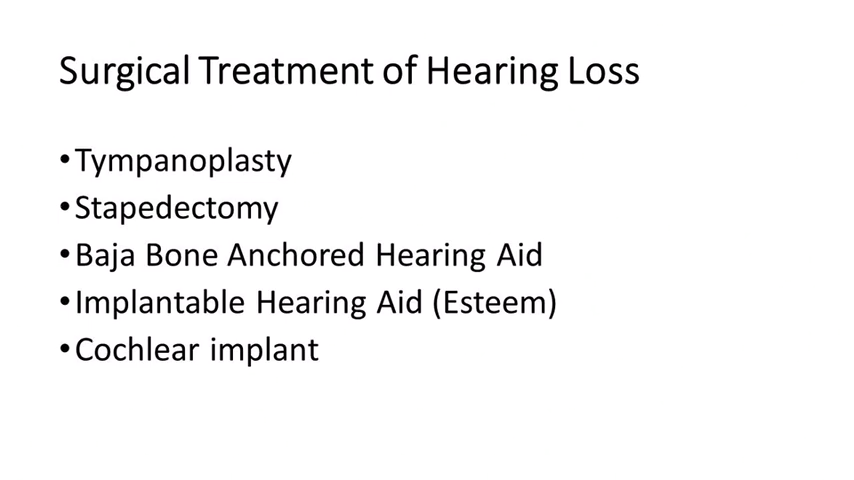 Surgical Treatment of Hearing Loss
•Tympanoplasty
•Stapedectomy
•Baja Bone Anchored Hearing Aid
•Implantable Hearing Aid (Esteem)
•Cochlear implant